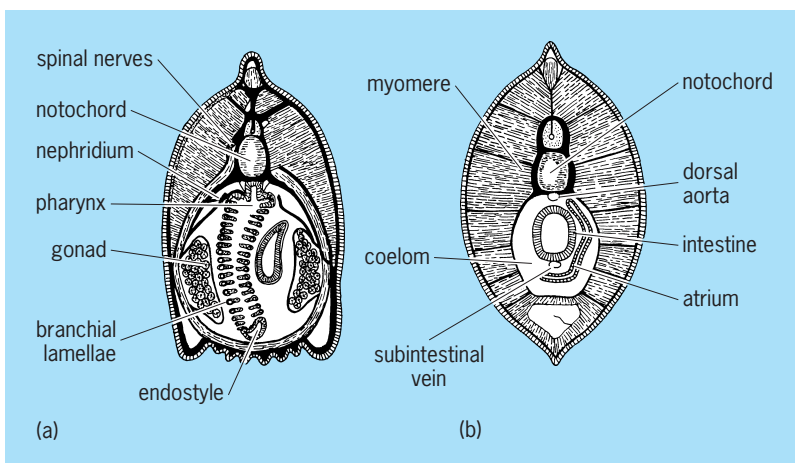 spinal nerves
notochord
nephridium
pharynx
gonad
branchial
lamellae
endostyle
(a)
myomere
notochord
dorsal
aorta
intestine
coelom
atrium
subintestinal
vein
(b)